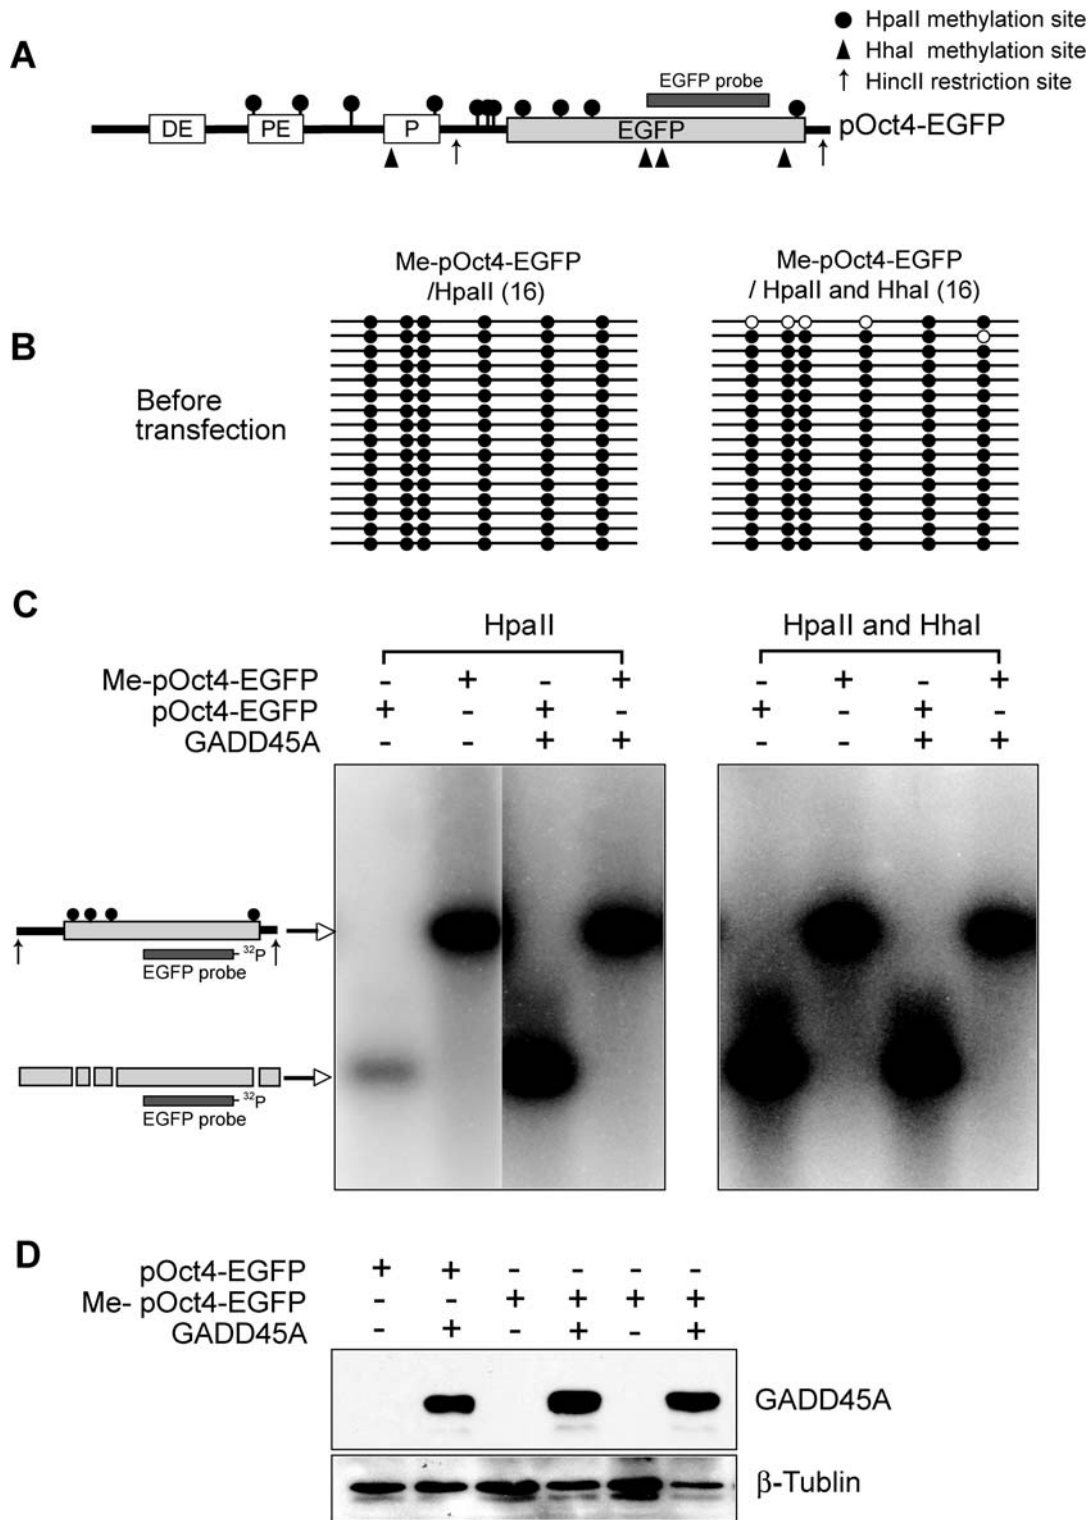 A
HpaII methylation site
HhaI methylation site
HincII restriction site
EGFP probe
DE
PE
P
EGFP
pOct4-EGFP
B
Me-pOct4-EGFP
/HpaII (16)
Me-pOct4-EGFP
/ HpaII and HhaI (16)
Before
transfection
C
HpaII
HpaII and HhaI
Me-pOct4-EGFP - + - + - + - +
pOct4-EGFP + - + - + - + -
GADD45A - - + + - - + +
32P
EGFP probe
32P
EGFP probe
D
pOct4-EGFP + + - - - -
Me- pOct4-EGFP - - + + + +
GADD45A - + - + - +
GADD45A
β-Tublin